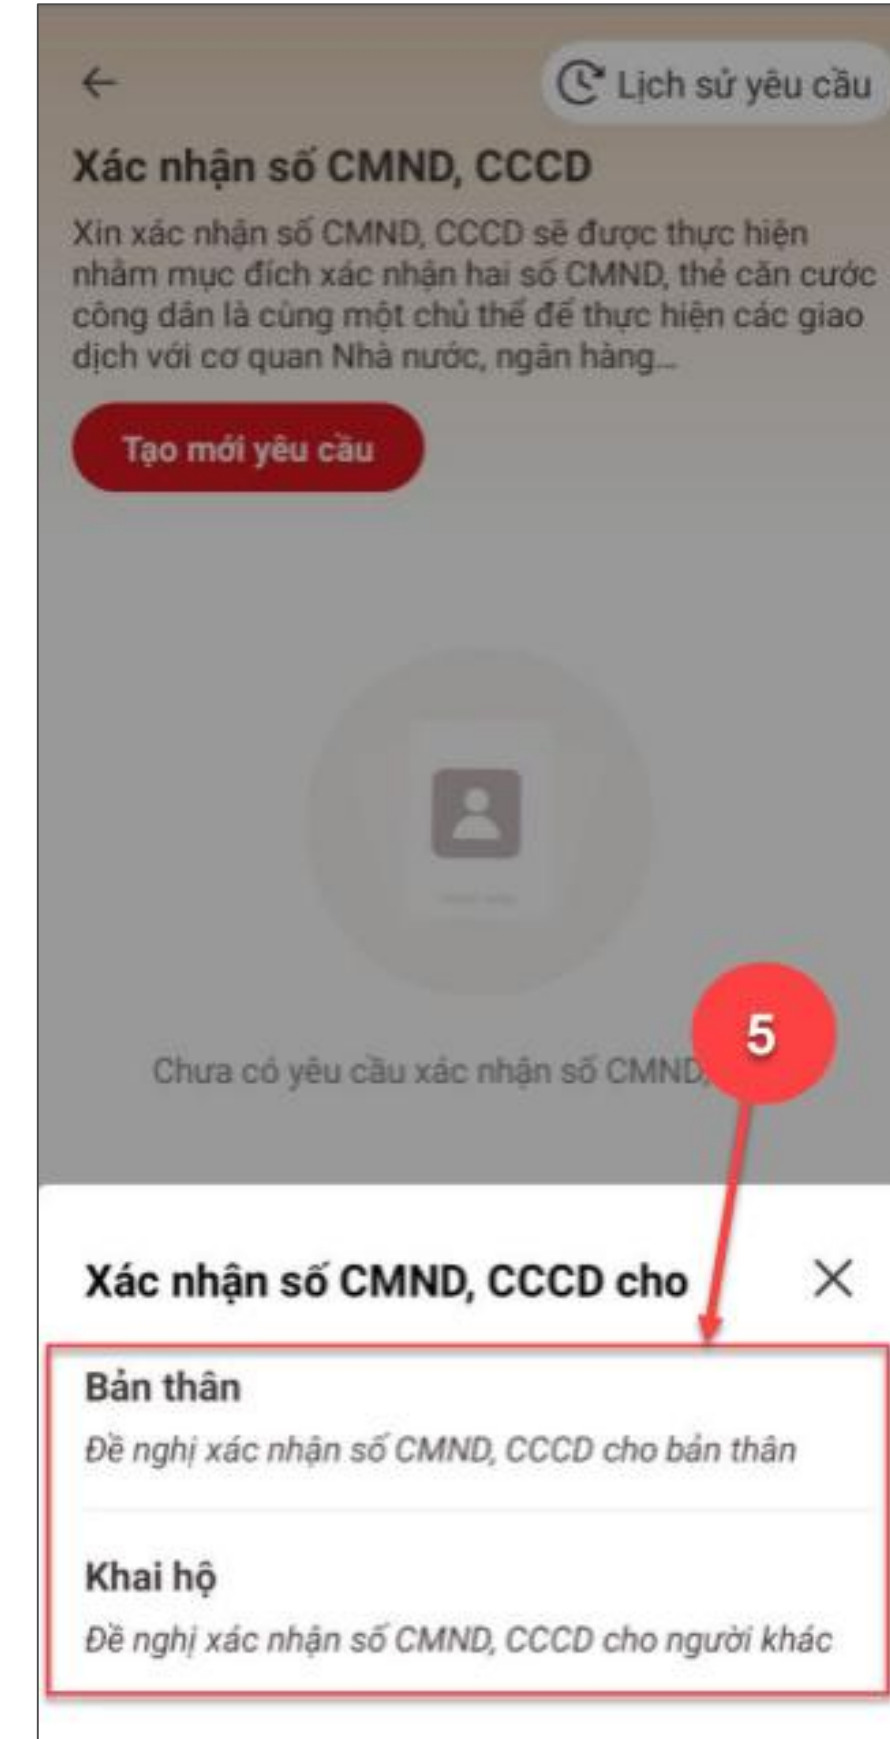 Lịch sử yêu cầu
Xác nhận số CMND, CCCD
Xin xác nhận số CMND, CCCD sẽ được thực hiện
nhằm mục đích xác nhận hai số CMND, thẻ căn cước
công dân là cùng một chủ thể để thực hiện các giao
dịch với cơ quan Nhà nước, ngân hàng...
Tạo mới yêu cầu
5
Chưa có yêu cầu xác nhận số CMND,
Xác nhận số CMND, CCCD cho
Bản thân
Đề nghị xác nhận số CMND, CCCD cho bản thân
Khai hộ
Đề nghị xác nhận số CMND, CCCD cho người khác